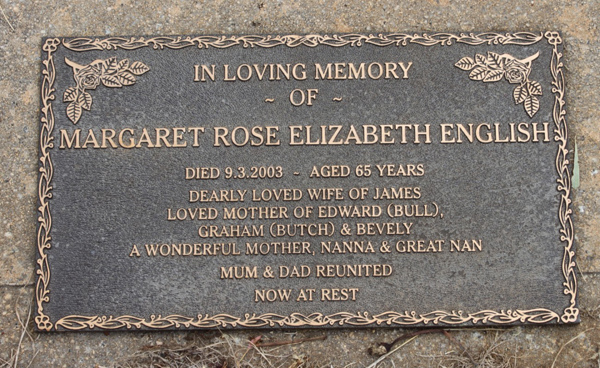 IN LOVING MEMORY
~ OF ~
MARGARET ROSE ELIZABETH ENGLISH
DIED 9.3.2003 - AGED 65 YEARS
DEARLY LOVED WIFE OF JAMES
LOVED MOTHER OF EDWARD (BULL),
GRAHAM (BUTCH) & BEVELY
A WONDERFUL MOTHER, NANNA & GREAT NAN
MUM & DAD REUNITED
NOW AT REST